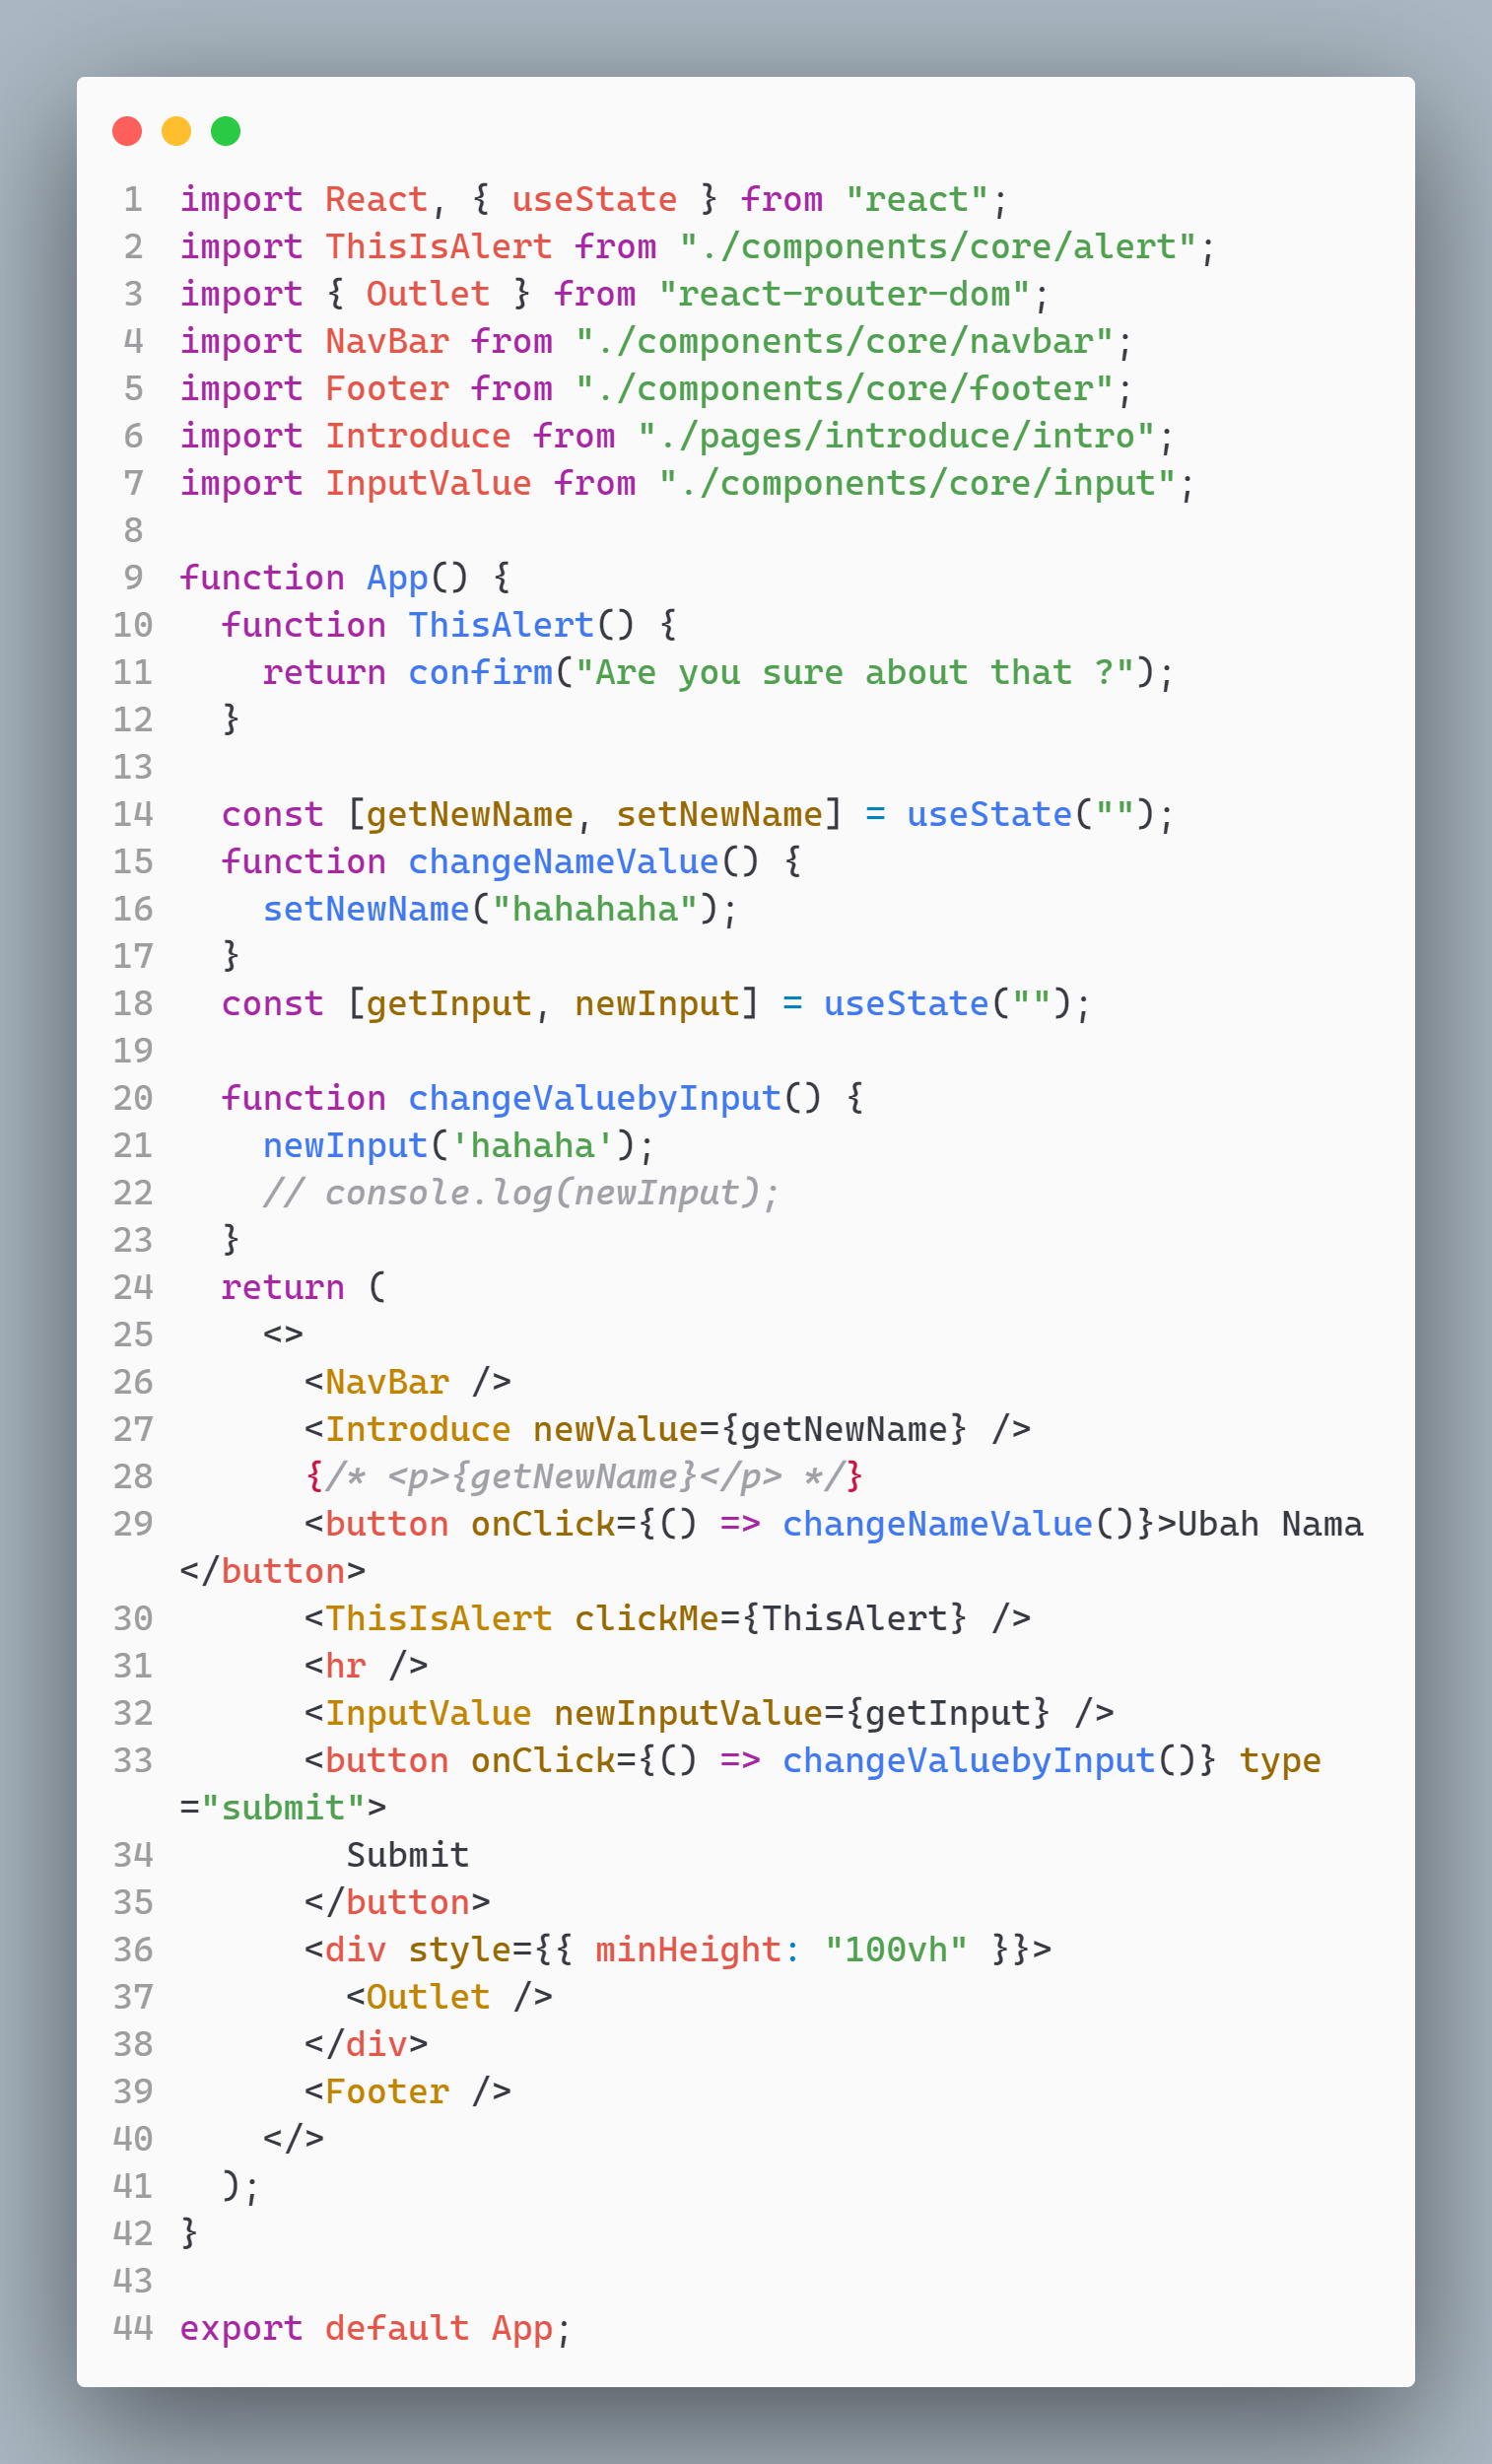 1 import React, { useState } from "react";
2 import ThisIsAlert from "./components/core/alert";
3 import { Outlet } from "react-router-dom";
4 import NavBar from "./components/core/navbar";
5 import Footer from "./components/core/footer";
6 import Introduce from "./pages/introduce/intro";
7 import InputValue from "./components/core/input";
8
9 function App() {
10   function ThisAlert() {
11     return confirm("Are you sure about that ?");
12   }
13
14   const [getNewName, setNewName] = useState("");
15   function changeNameValue() {
16     setNewName("hahahaha");
17   }
18   const [getInput, newInput] = useState("");
19
20   function changeValuebyInput() {
21     newInput('hahaha');
22     // console.log(newInput);
23   }
24   return (
25     <>
26       <NavBar />
27       <Introduce newValue={getNewName} />
28       {/* <p>{getNewName}</p> */}
29       <button onClick={() => changeNameValue()}>Ubah Nama
</button>
30       <ThisIsAlert clickMe={ThisAlert} />
31       <hr />
32       <InputValue newInputValue={getInput} />
33       <button onClick={() => changeValuebyInput()} type
="submit">
34         Submit
35       </button>
36       <div style={{ minHeight: "100vh" }}>
37         <Outlet />
38       </div>
39       <Footer />
40     </>
41   );
42 }
43
44 export default App;